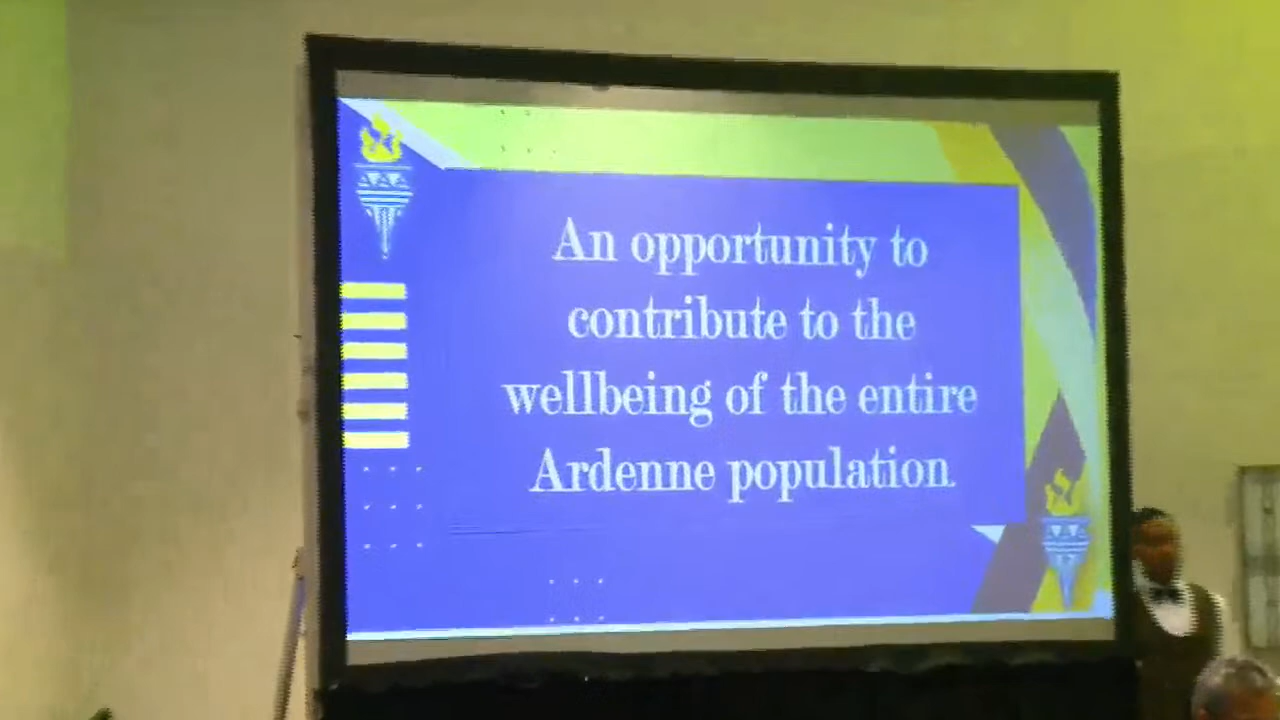 An opportunity to
contribute to the
wellbeing of the entire
Ardenne population.